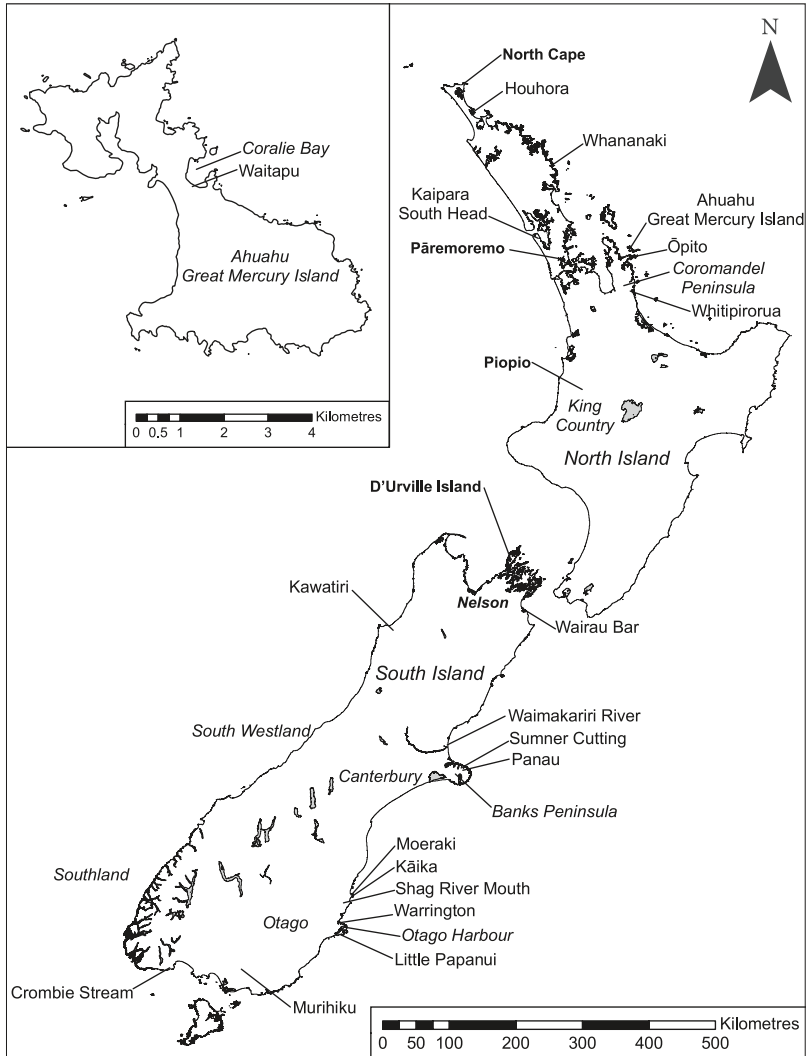 Coralie Bay
Waitapu
Ahuahu
Great Mercury Island
Kilometres
0 0.5 1 2 3 4
N
North Cape
Houhora
Whananaki
Kaipara
South Head
Ahuahu
Great Mercury Island
Pāremoremo
Ōpito
Coromandel
Peninsula
Whitipirorua
Piopio
King
Country
North Island
D'Urville Island
Kawatiri
Nelson
Wairau Bar
South Island
South Westland
Waimakariri River
Sumner Cutting
Panau
Canterbury
Banks Peninsula
Moeraki
Kāika
Shag River Mouth
Southland
Warrington
Otago
Otago Harbour
Little Papanui
Crombie Stream
Murihiku
Kilometres
0 50 100 200 300 400 500